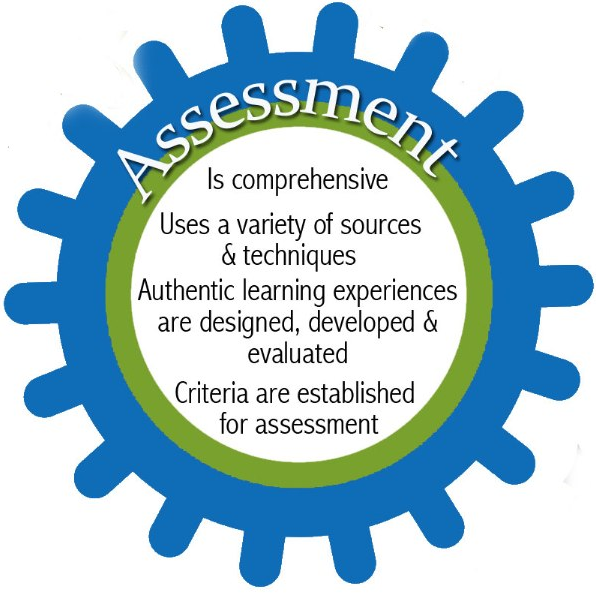 Assessment
Is comprehensive
Uses a variety of sources
& techniques
Authentic learning experiences
are designed, developed &
evaluated
Criteria are established
for assessment